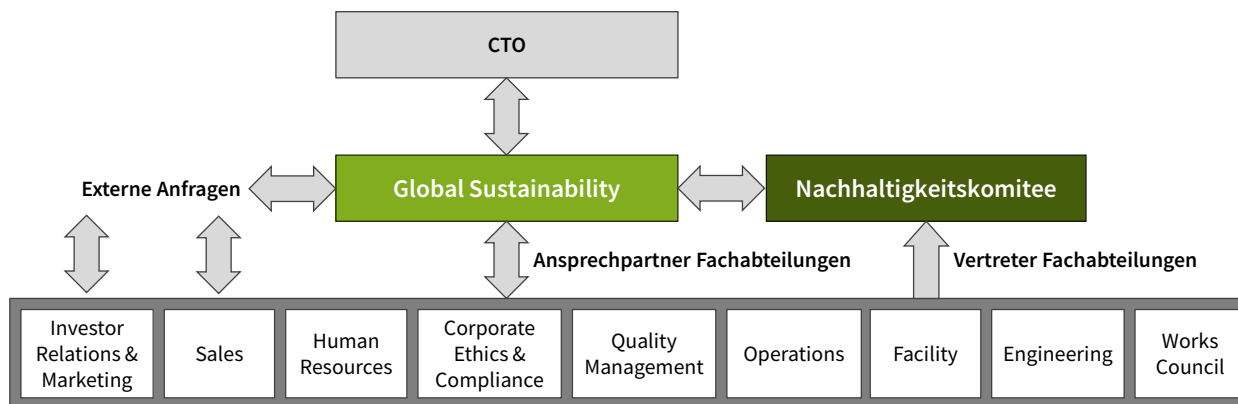 CTO
Externe Anfragen
Global Sustainability
Nachhaltigkeitskomitee
Ansprechpartner Fachabteilungen
Vertreter Fachabteilungen
Investor
Relations &
Marketing
Sales
Human
Resources
Corporate
Ethics &
Compliance
Quality
Management
Operations
Facility
Engineering
Works
Council